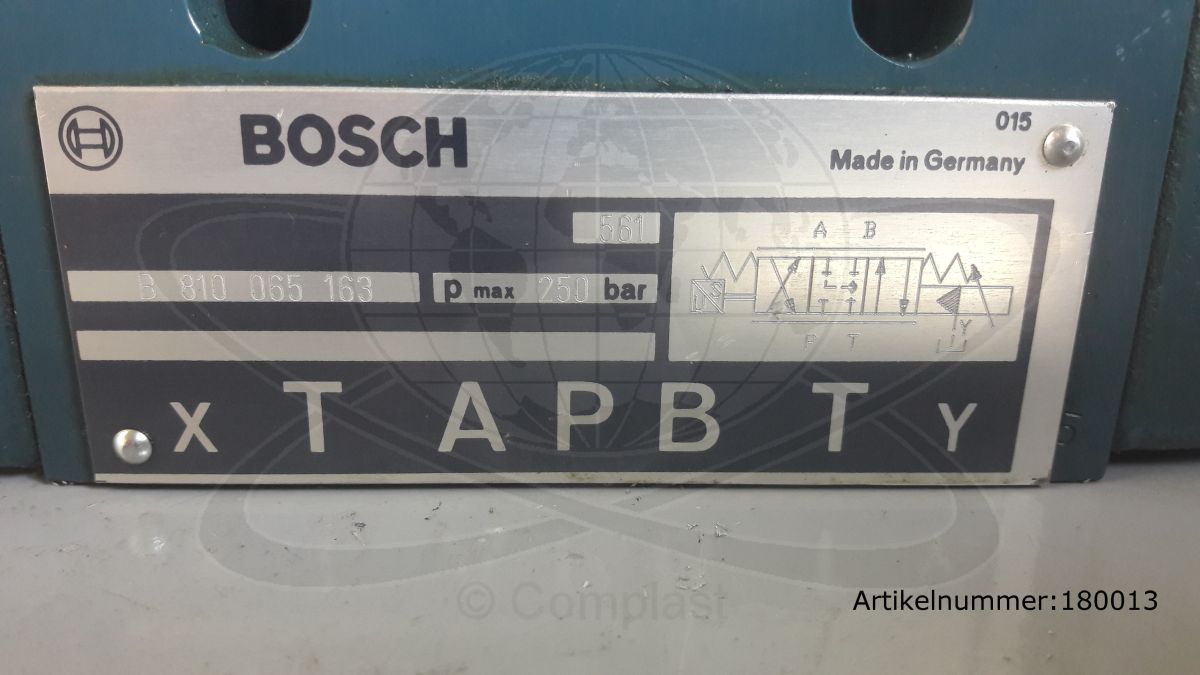 BOSCH
015
Made in Germany
561
B 810 065 163
p max 250 bar
A B
P T
Y
X T A P B T Y
© Complast
Artikelnummer:180013